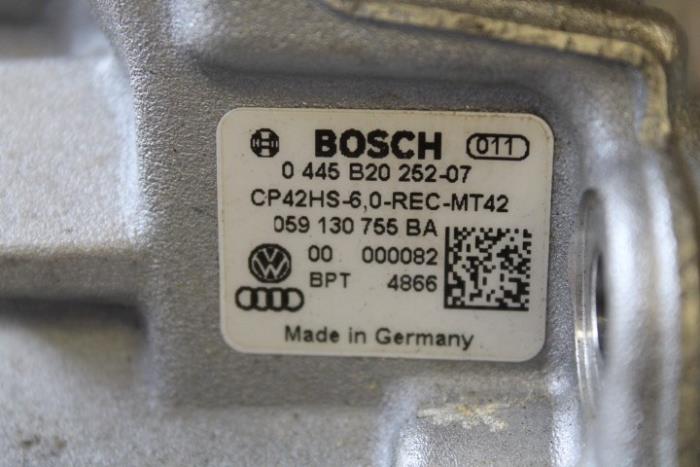 BOSCH 011
0 445 B20 252-07
CP42HS-6,0-REC-MT42
059 130 755 BA
00 000082
BPT 4866
Made in Germany